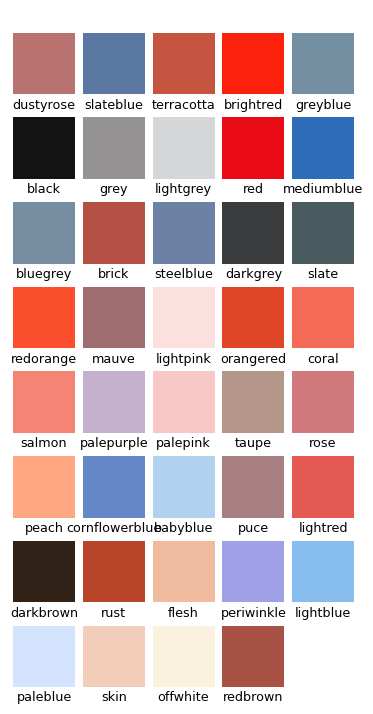 dustyrose slateblue terracotta brightred greyblue
black grey lightgrey red mediumblue
bluegrey brick steelblue darkgrey slate
redorange mauve lightpink orangered coral
salmon palepurple palepink taupe rose
peach cornflowerblue babyblue puce lightred
darkbrown rust flesh periwinkle lightblue
paleblue skin offwhite redbrown